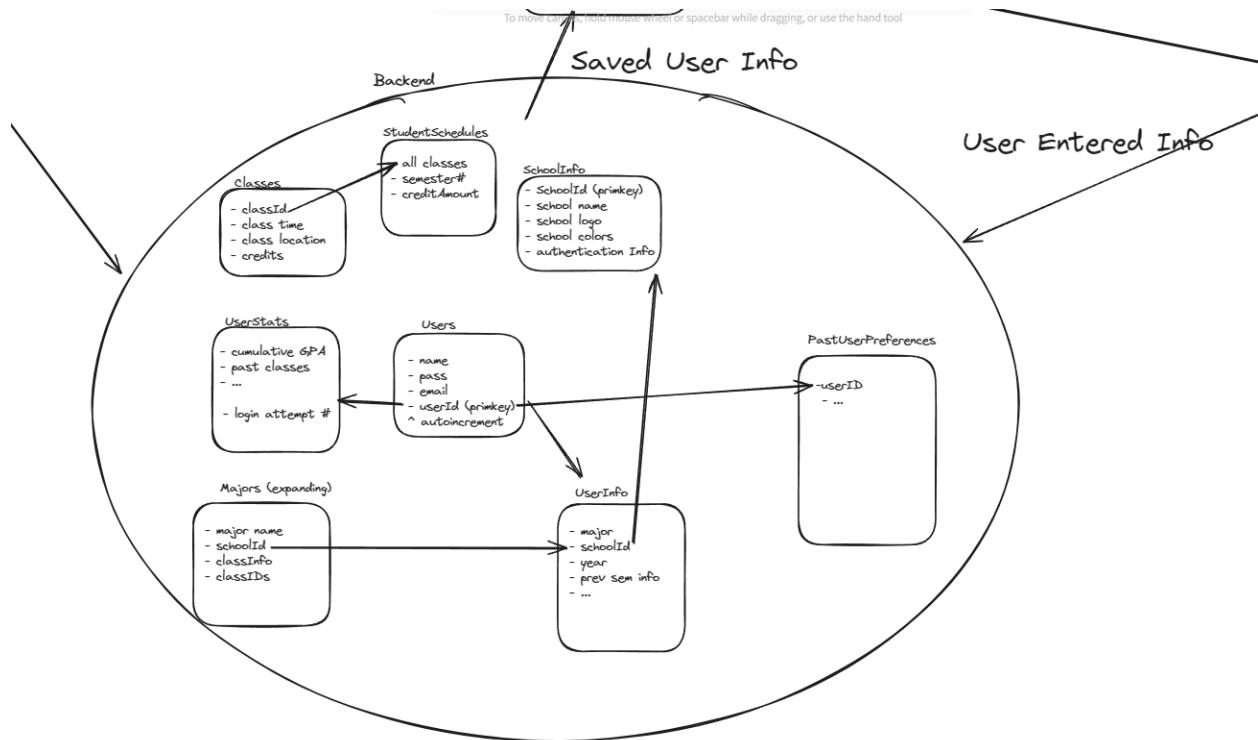 To move canvas, hold mouse wheel or spacebar while dragging, or use the hand tool
Saved User Info
Backend
User Entered Info
StudentSchedules
- all classes
- semester#
- creditAmount
Classes
- classId
- class time
- class location
- credits
SchoolInfo
- SchoolId (primkey)
- school name
- school logo
- school colors
- authentication Info
UserStats
- cumulative GPA
- past classes
- ...
- login attempt #
Users
- name
- pass
- email
- userId (primkey)
^ autoincrement
PastUserPreferences
-userID
- ...
Majors (expanding)
- major name
- schoolId
- classInfo
- classIDs
UserInfo
- major
- schoolId
- year
- prev sem info
- ...